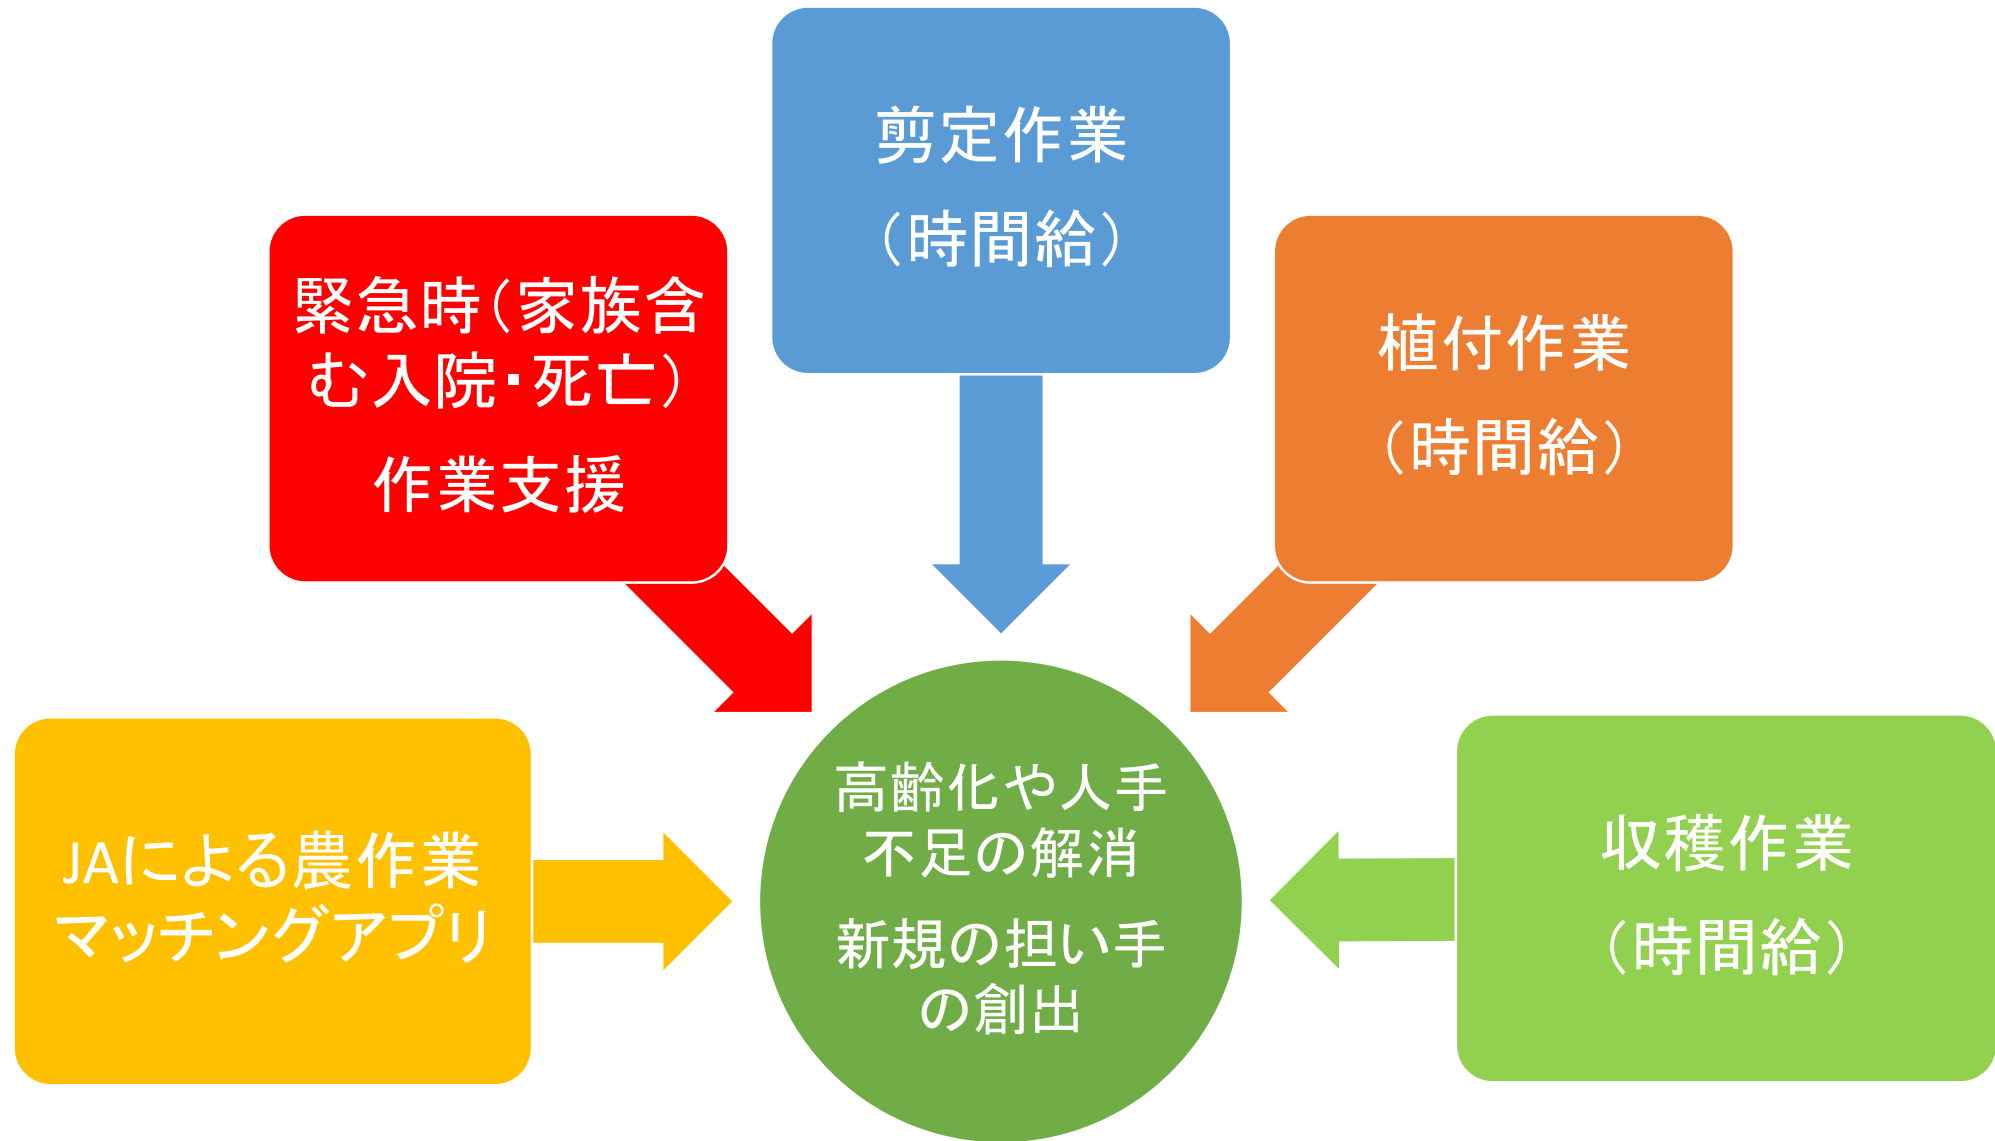 剪定作業
（時間給）
緊急時（家族含
む入院・死亡）
作業支援
植付作業
（時間給）
JAによる農作業
マッチングアプリ
高齢化や人手
不足の解消
新規の担い手
の創出
収穫作業
（時間給）